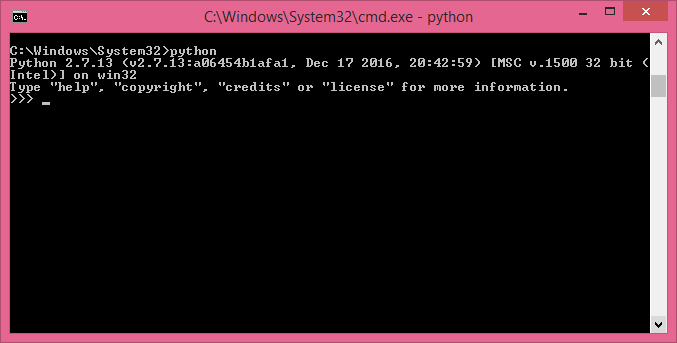 C:\Windows\System32\cmd.exe - python
C:\Windows\System32>python
Python 2.7.13 (v2.7.13:a06454b1afa1, Dec 17 2016, 20:42:59) [MSC v.1500 32 bit (
Intel)] on win32
Type "help", "copyright", "credits" or "license" for more information.
>>> _